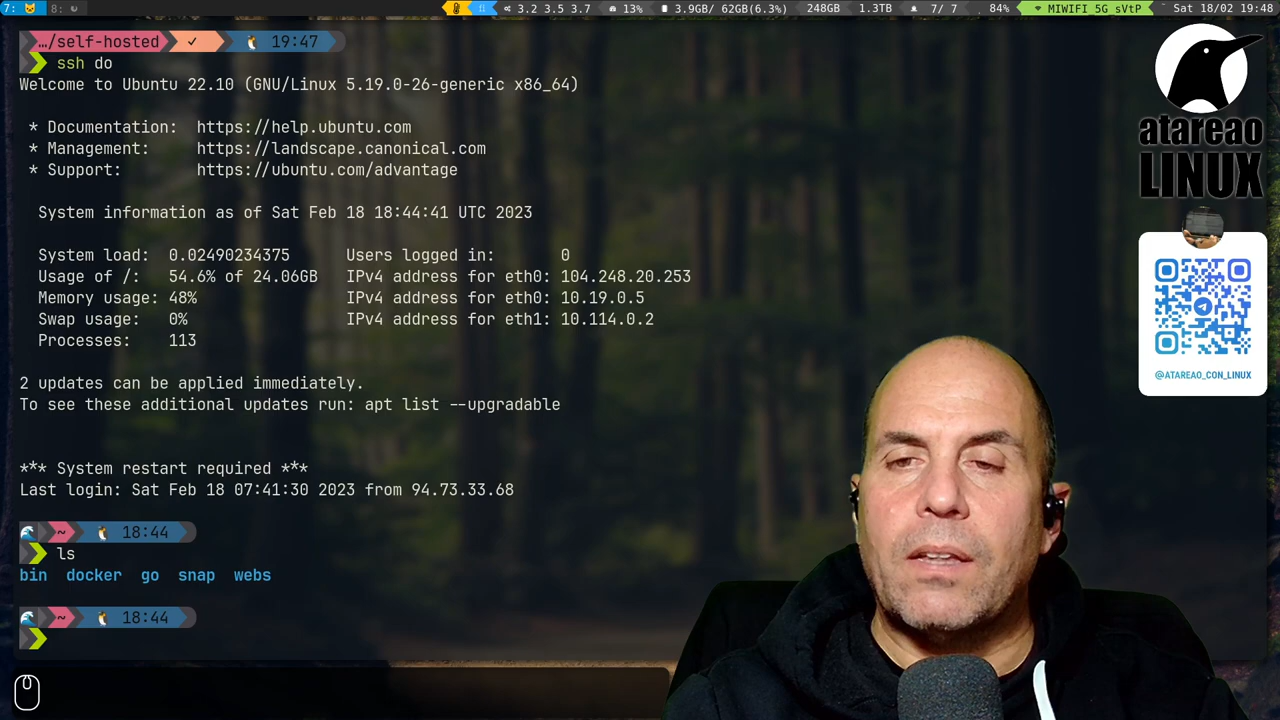 7: 8: 3.2 3.5 3.7 13% 3.9GB/ 62GB(6.3%) 248GB 1.3TB 7/ 7 84% MIWIFI 5G sVtP Sat 18/02 19:48
…/self-hosted ✓ 19:47
ssh do
Welcome to Ubuntu 22.10 (GNU/Linux 5.19.0-26-generic x86_64)
* Documentation: https://help.ubuntu.com
* Management: https://landscape.canonical.com
* Support: https://ubuntu.com/advantage
System information as of Sat Feb 18 18:44:41 UTC 2023
System load: 0.02490234375 Users logged in: 0
Usage of /: 54.6% of 24.06GB IPv4 address for eth0: 104.248.20.253
Memory usage: 48% IPv4 address for eth0: 10.19.0.5
Swap usage: 0% IPv4 address for eth1: 10.114.0.2
Processes: 113
2 updates can be applied immediately.
To see these additional updates run: apt list --upgradable
*** System restart required ***
Last login: Sat Feb 18 07:41:30 2023 from 94.73.33.68
~ 18:44
ls
bin docker go snap webs
~ 18:44
atareao
LINUX
@ATAREAO_CON_LINUX